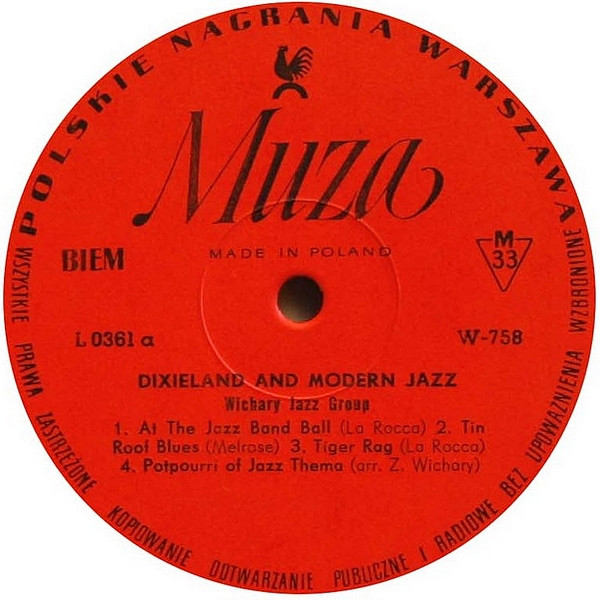 POLSKIE NAGRANIA WARSZAWA
Muza
MADE IN POLAND
BIEM
M
33
L 0361 a
W-758
DIXIELAND AND MODERN JAZZ
Wichary Jazz Group
1. At The Jazz Band Ball (La Rocca) 2. Tin
Roof Blues (Melrose) 3. Tiger Rag (La Rocca)
4. Potpourri of Jazz Thema (arr. Z. Wichary)
WSZYSTKIE PRAWA ZASTRZEŻONE KOPIOWANIE ODTWARZANIE PUBLICZNE I RADIOWE BEZ UPOWAŻNIENIA WZBRONIONE